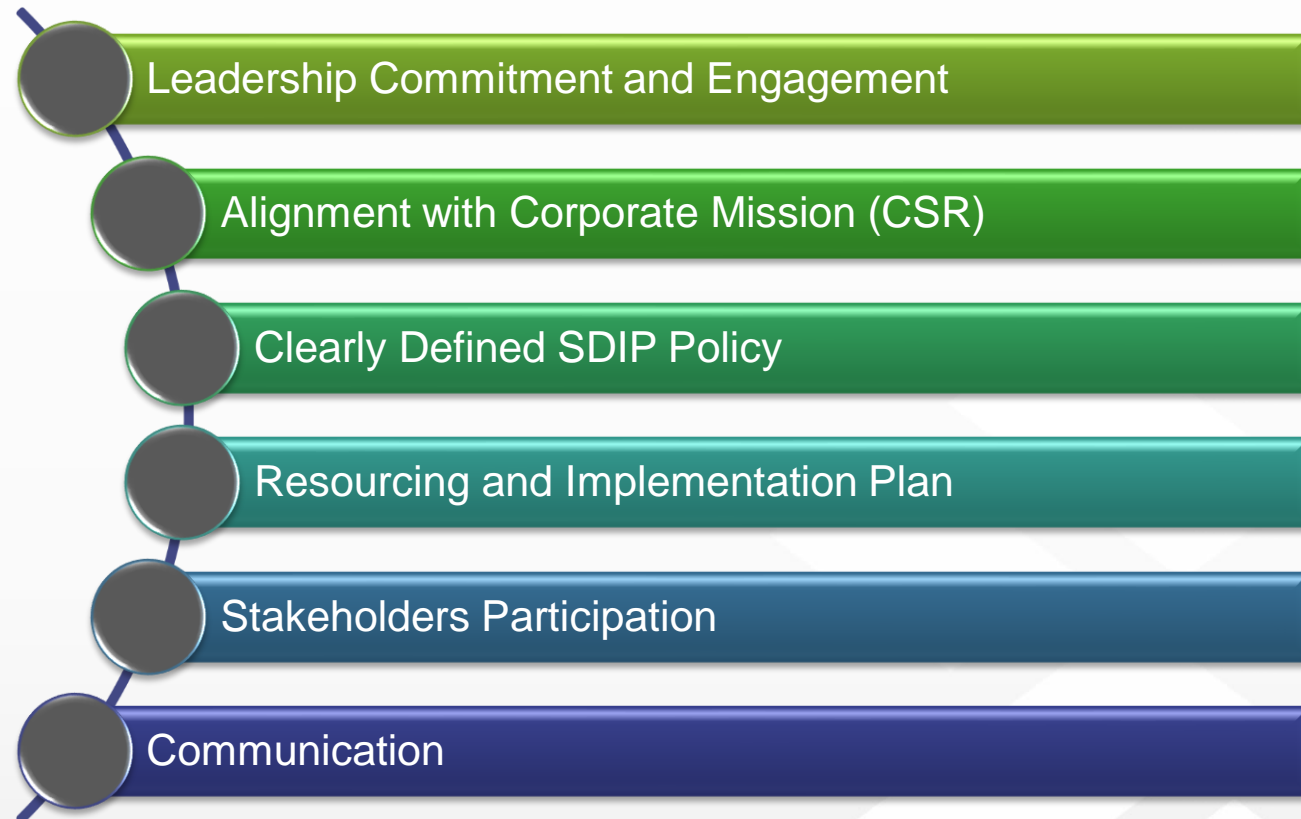 Leadership Commitment and Engagement
Alignment with Corporate Mission (CSR)
Clearly Defined SDIP Policy
Resourcing and Implementation Plan
Stakeholders Participation
Communication